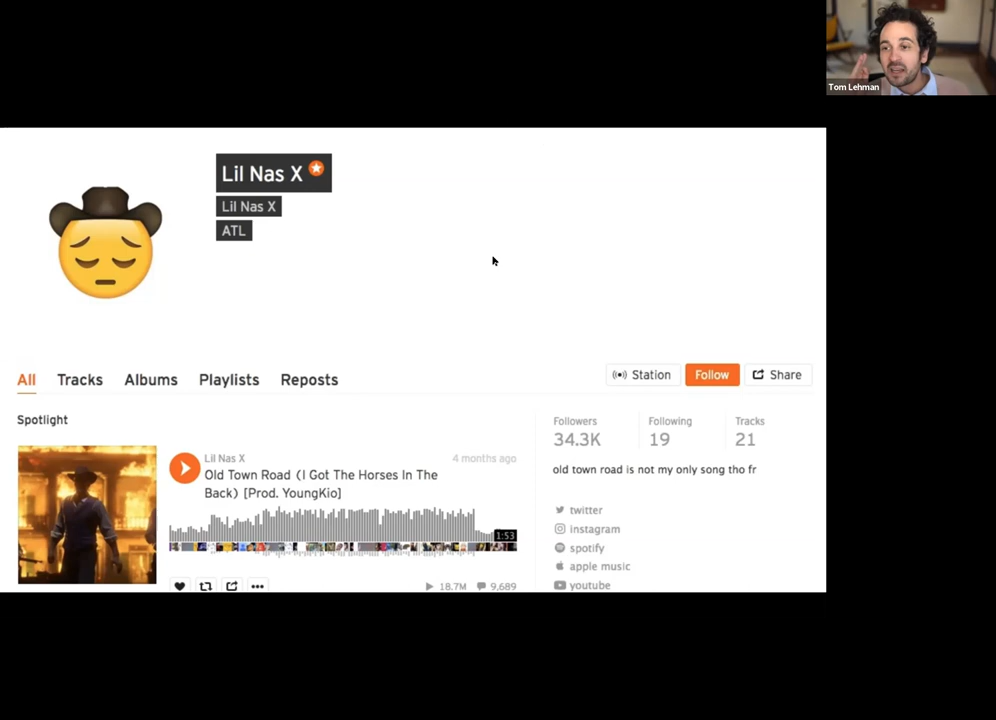 Tom Lehman
Lil Nas X
Lil Nas X
ATL
All Tracks Albums Playlists Reposts
Station Follow Share
Spotlight
Lil Nas X 4 months ago
Old Town Road (I Got The Horses In The
Back) [Prod. YoungKio]
1:53
18.7M 9,689
Followers Following Tracks
34.3K 19 21
old town road is not my only song tho fr
twitter
instagram
spotify
apple music
youtube